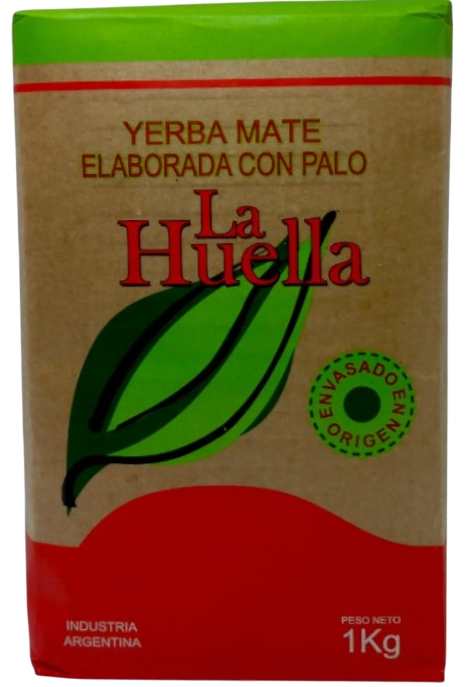 YERBA MATE
ELABORADA CON PALO
La
Huella
ENVASADO EN
ORIGEN
INDUSTRIA
ARGENTINA
PESO NETO
1Kg